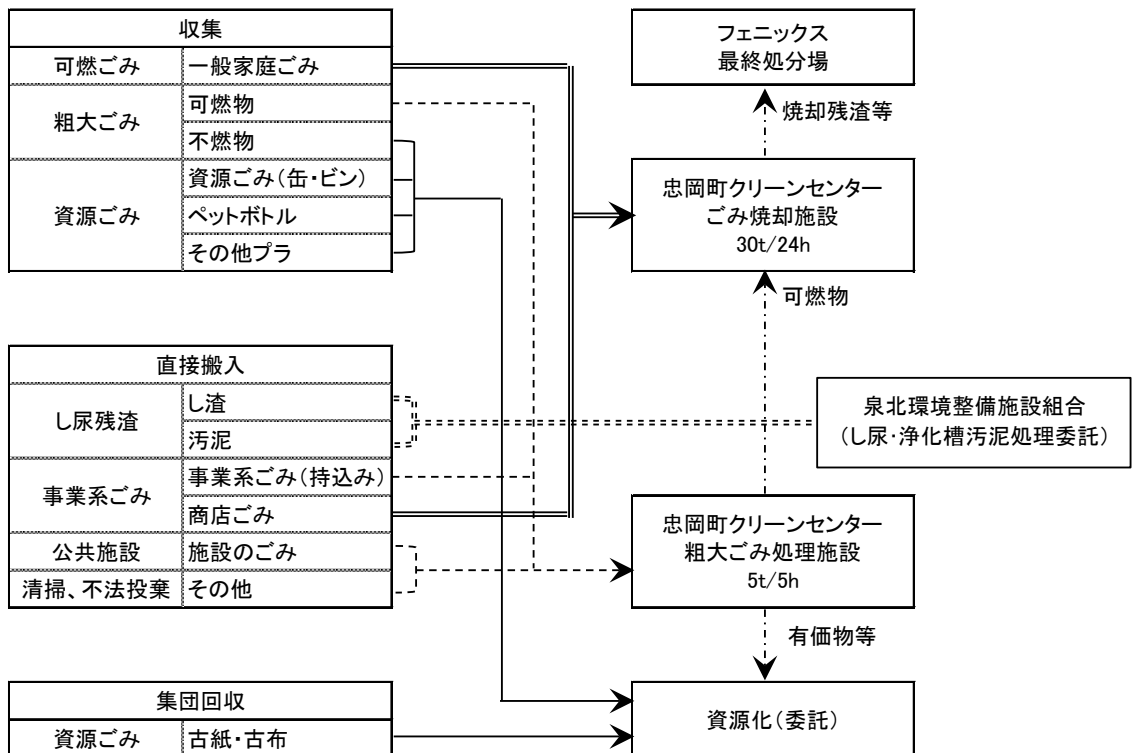 収集
可燃ごみ 一般家庭ごみ
粗大ごみ 可燃物
不燃物
資源ごみ 資源ごみ（缶・ビン）
ペットボトル
その他プラ
直接搬入
し尿残渣 し渣
汚泥
事業系ごみ 事業系ごみ（持込み）
商店ごみ
公共施設 施設のごみ
清掃、不法投棄 その他
集団回収
資源ごみ 古紙・古布
フェニックス
最終処分場
焼却残渣等
忠岡町クリーンセンター
ごみ焼却施設
30t/24h
可燃物
泉北環境整備施設組合
（し尿・浄化槽汚泥処理委託）
忠岡町クリーンセンター
粗大ごみ処理施設
5t/5h
有価物等
資源化（委託）